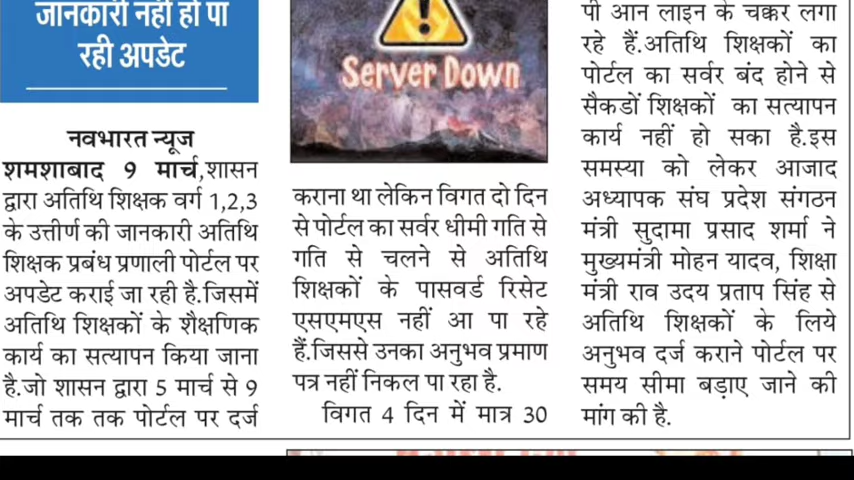 जानकारी नहीं हो पा
रही अपडेट
नवभारत न्यूज
शमशाबाद 9 मार्च,शासन
द्वारा अतिथि शिक्षक वर्ग 1,2,3
के उत्तीर्ण की जानकारी अतिथि
शिक्षक प्रबंध प्रणाली पोर्टल पर
अपडेट कराई जा रही है.जिसमें
अतिथि शिक्षकों के शैक्षणिक
कार्य का सत्यापन किया जाना
है.जो शासन द्वारा 5 मार्च से 9
मार्च तक तक पोर्टल पर दर्ज
Server Down
कराना था लेकिन विगत दो दिन
से पोर्टल का सर्वर धीमी गति से
गति से चलने से अतिथि
शिक्षकों के पासवर्ड रिसेट
एसएमएस नहीं आ पा रहे
हैं.जिससे उनका अनुभव प्रमाण
पत्र नहीं निकल पा रहा है.
विगत 4 दिन में मात्र 30
पी आन लाइन के चक्कर लगा
रहे हैं.अतिथि शिक्षकों का
पोर्टल का सर्वर बंद होने से
सैकडों शिक्षकों का सत्यापन
कार्य नहीं हो सका है.इस
समस्या को लेकर आजाद
अध्यापक संघ प्रदेश संगठन
मंत्री सुदामा प्रसाद शर्मा ने
मुख्यमंत्री मोहन यादव, शिक्षा
मंत्री राव उदय प्रताप सिंह से
अतिथि शिक्षकों के लिये
अनुभव दर्ज कराने पोर्टल पर
समय सीमा बड़ाए जाने की
मांग की है.